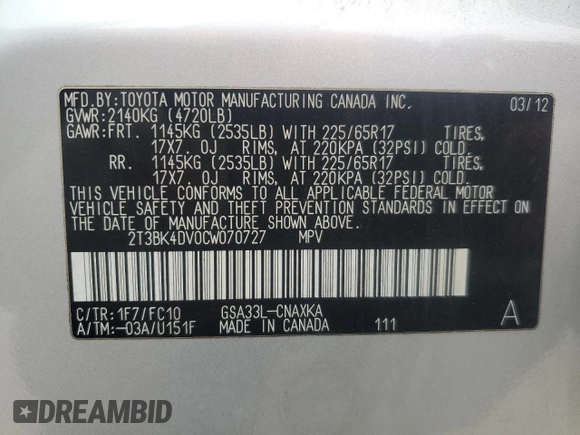 MFD.BY:TOYOTA MOTOR MANUFACTURING CANADA INC. 03/12
GVWR:2140KG (4720LB)
GAWR:FRT. 1145KG (2535LB) WITH 225/65R17 TIRES,
17X7. 0J RIMS, AT 220KPA (32PSI) COLD.
RR. 1145KG (2535LB) WITH 225/65R17 TIRES,
17X7. 0J RIMS, AT 220KPA (32PSI) COLD.
THIS VEHICLE CONFORMS TO ALL APPLICABLE FEDERAL MOTOR
VEHICLE SAFETY AND THEFT PREVENTION STANDARDS IN EFFECT ON
THE DATE OF MANUFACTURE SHOWN ABOVE.
2T3BK4DV0CW070727 MPV
C/TR:1F7/FC10 GSA33L-CNAXKA A
A/TM:-03A/U151F MADE IN CANADA 111
DREAMBID